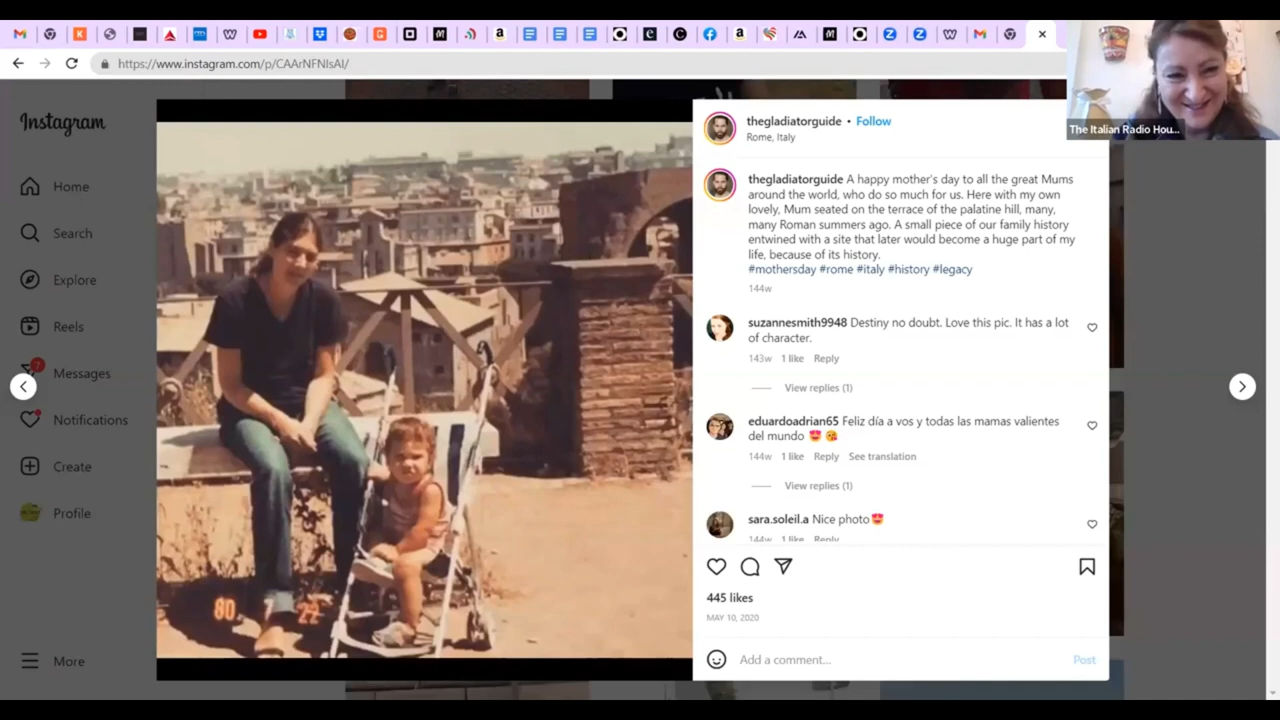 https://www.instagram.com/p/CAArNFNIsAI/
The Italian Radio Hou...
Instagram
Home
Search
Explore
Reels
7
Messages
Notifications
Create
Profile
More
80 7 22
thegladiatorguide • Follow
Rome, Italy
thegladiatorguide A happy mother's day to all the great Mums
around the world, who do so much for us. Here with my own
lovely, Mum seated on the terrace of the palatine hill, many,
many Roman summers ago. A small piece of our family history
entwined with a site that later would become a huge part of my
life, because of its history.
#mothersday #rome #italy #history #legacy
144w
suzannesmith9948 Destiny no doubt. Love this pic. It has a lot
of character.
143w 1 like Reply
View replies (1)
eduardoadrian65 Feliz día a vos y todas las mamas valientes
del mundo 😍 😘
144w 1 like Reply See translation
View replies (1)
sara.soleil.a Nice photo😍
144w 1 like Reply
445 likes
MAY 10, 2020
Add a comment...
Post